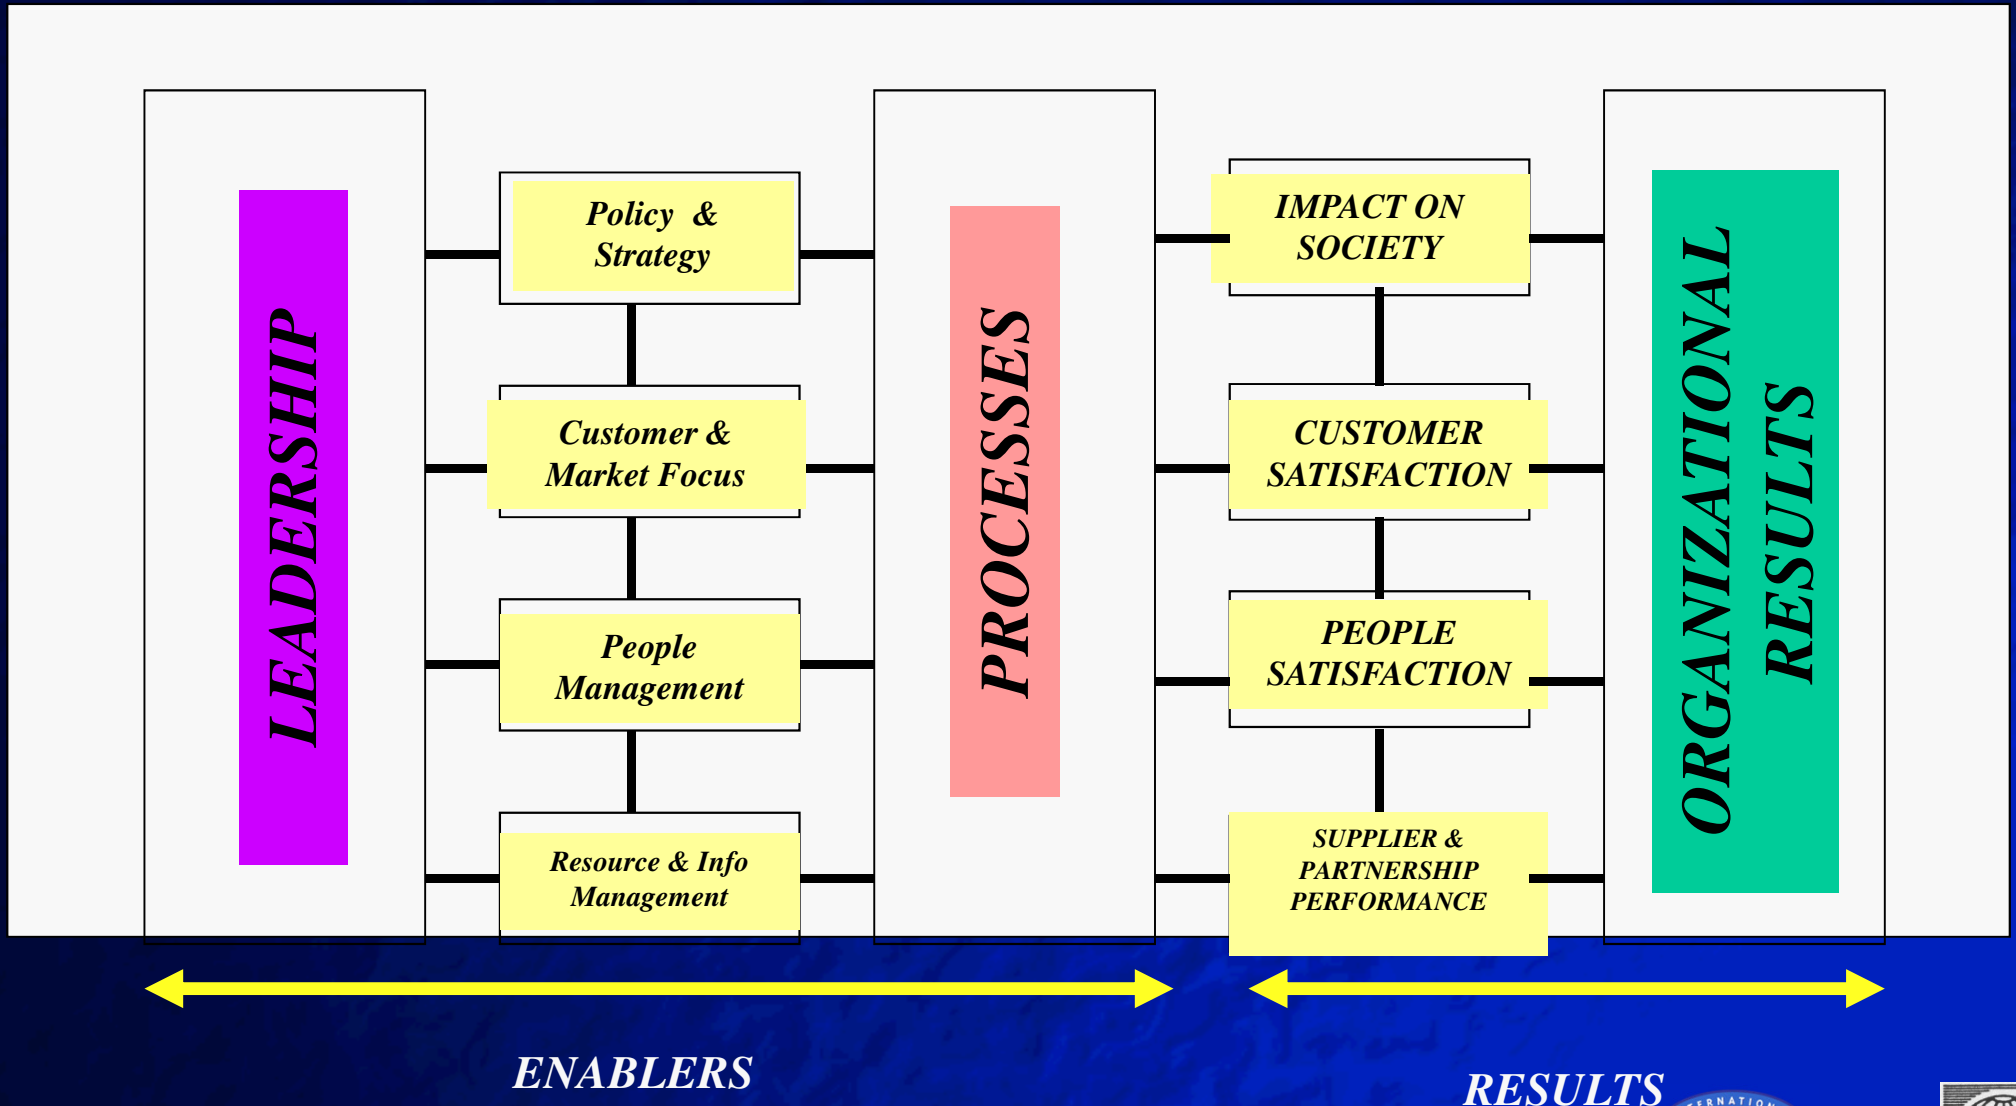 LEADERSHIP
Policy &
Strategy
Customer &
Market Focus
People
Management
Resource & Info
Management
PROCESSES
IMPACT ON
SOCIETY
CUSTOMER
SATISFACTION
PEOPLE
SATISFACTION
SUPPLIER &
PARTNERSHIP
PERFORMANCE
ORGANIZATIONAL
RESULTS
ENABLERS
RESULTS